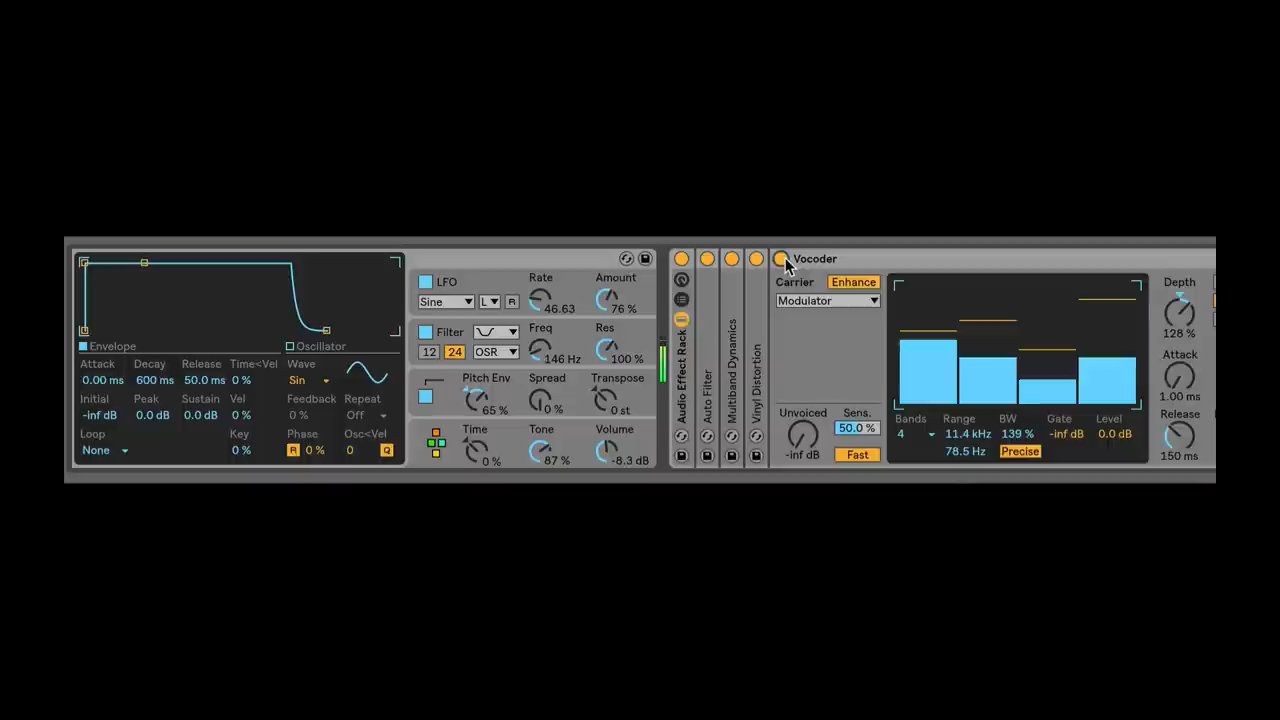 Vocoder
LFO
Rate
Amount
Sine
L
R
46.63
76 %
Filter
Freq
Res
12
24
OSR
146 Hz
100 %
Pitch Env
Spread
Transpose
65 %
0 %
0 st
Time
Tone
Volume
0 %
87 %
-8.3 dB
Envelope
Oscillator
Attack
Decay
Release
Time<Vel
Wave
0.00 ms
600 ms
50.0 ms
0 %
Sin
Initial
Peak
Sustain
Vel
Feedback
Repeat
-inf dB
0.0 dB
0.0 dB
0 %
0 %
Off
Loop
Key
Phase
Osc<Vel
None
0 %
R
0 %
0
Q
Audio Effect Rack
Auto Filter
Multiband Dynamics
Vinyl Distortion
Carrier
Enhance
Modulator
Unvoiced
Sens.
50.0 %
-inf dB
Fast
Bands
Range
BW
Gate
Level
4
11.4 kHz
139 %
-inf dB
0.0 dB
78.5 Hz
Precise
Depth
128 %
Attack
1.00 ms
Release
150 ms